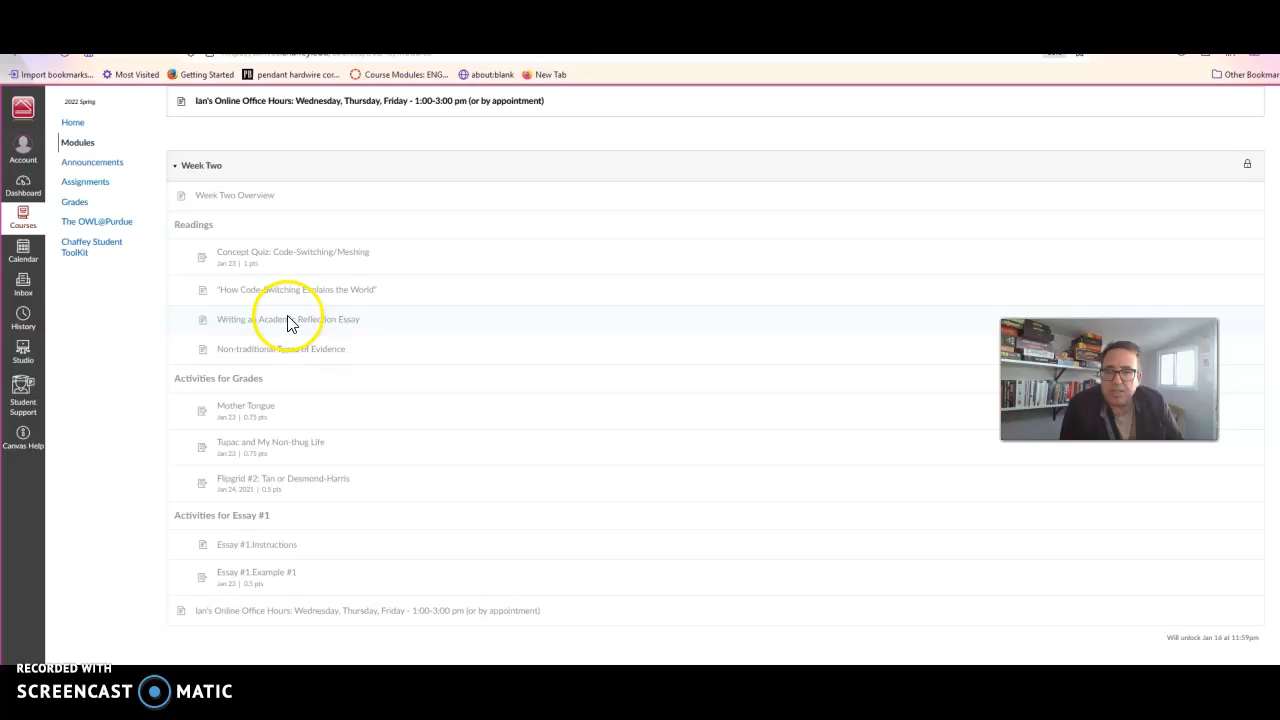 Import bookmarks...
Most Visited
Getting Started
PB
pendant hardwire cor...
Course Modules: ENG...
about:blank
New Tab
Other Bookmar
2022 Spring
Home
Modules
Announcements
Assignments
Grades
The OWL@Purdue
Chaffey Student
ToolKit
Account
Dashboard
Courses
Calendar
Inbox
History
Studio
Student
Support
Canvas Help
Ian's Online Office Hours: Wednesday, Thursday, Friday - 1:00-3:00 pm (or by appointment)
Week Two
Week Two Overview
Readings
Concept Quiz: Code-Switching/Meshing
Jan 23 | 1 pts
"How Code-Switching Explains the World"
Writing an Academic Reflection Essay
Non-traditional Types of Evidence
Activities for Grades
Mother Tongue
Jan 23 | 0.75 pts
Tupac and My Non-thug Life
Jan 23 | 0.75 pts
Flipgrid #2: Tan or Desmond-Harris
Jan 24, 2021 | 0.5 pts
Activities for Essay #1
Essay #1.Instructions
Essay #1.Example #1
Jan 23 | 0.5 pts
Ian's Online Office Hours: Wednesday, Thursday, Friday - 1:00-3:00 pm (or by appointment)
Will unlock Jan 16 at 11:59pm
RECORDED WITH
SCREENCAST MATIC